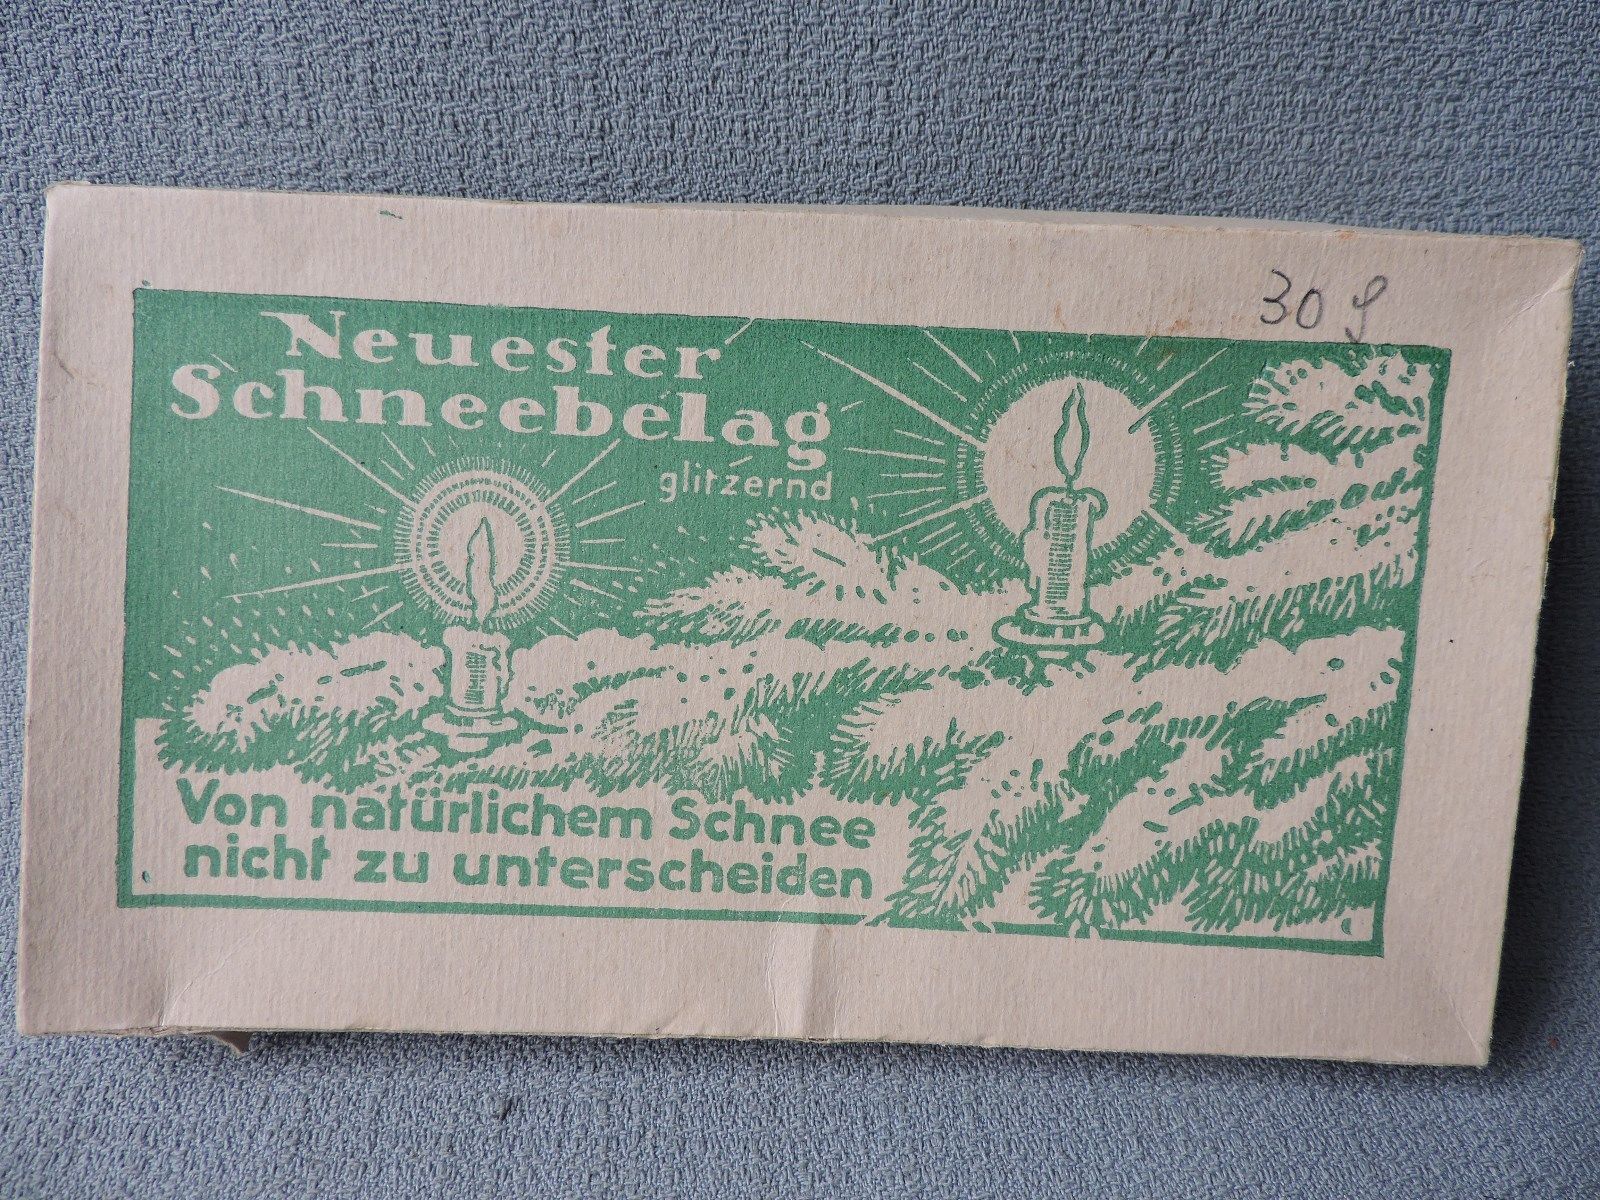 30 ₰
Neuester
Schneebelag
glitzernd
Von natürlichem Schnee
nicht zu unterscheiden